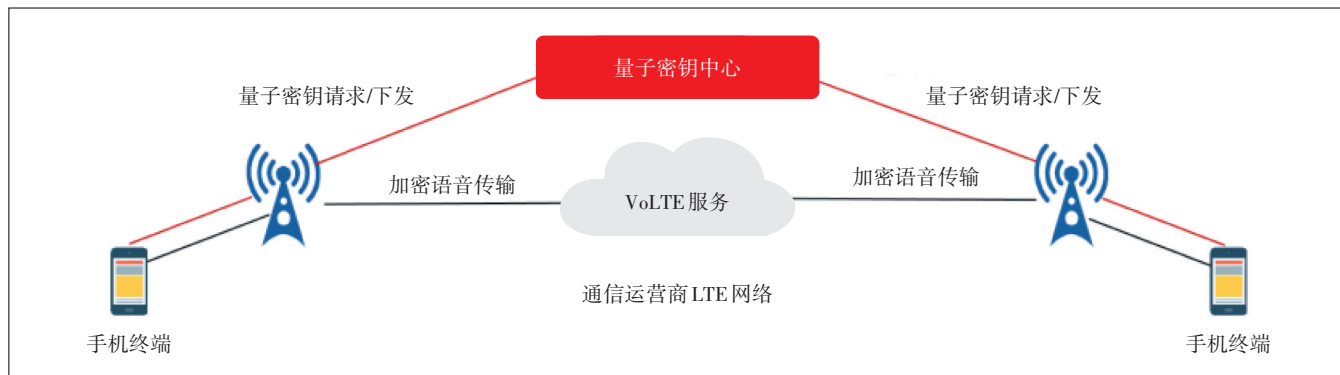 量子密钥中心
量子密钥请求/下发
量子密钥请求/下发
加密语音传输
VoLTE服务
加密语音传输
通信运营商LTE网络
手机终端
手机终端